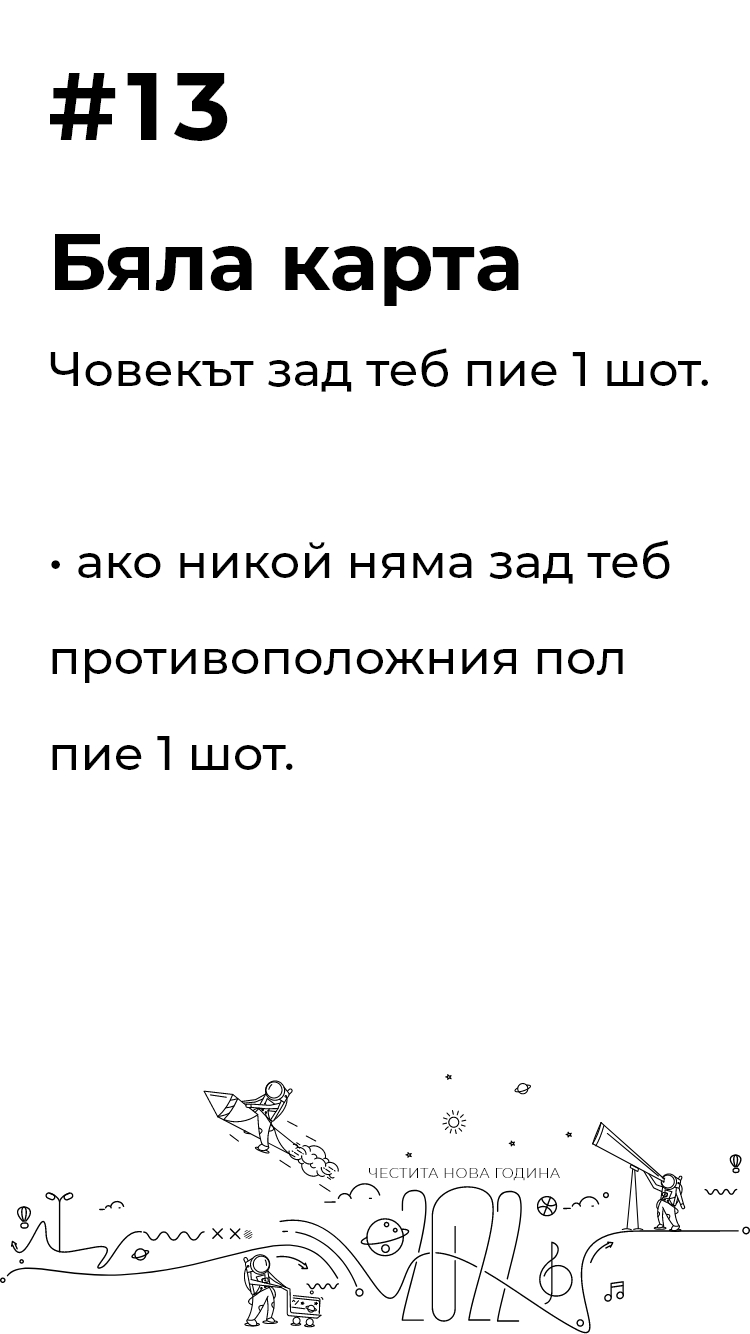 #13
Бяла карта
Човекът зад теб пие 1 шот.
• ако никой няма зад теб
противоположния пол
пие 1 шот.
ЧЕСТИТА НОВА ГОДИНА
2022